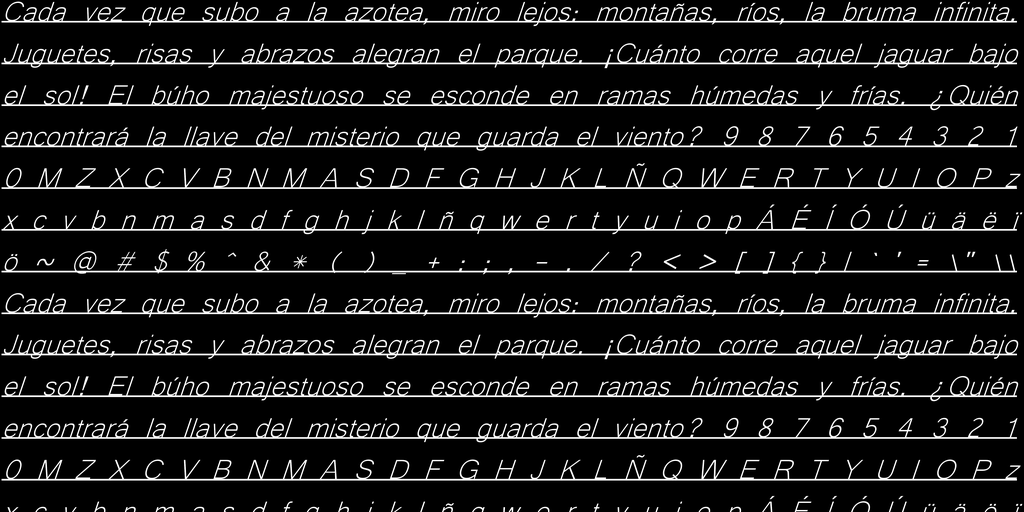 Cada vez que subo a la azotea, miro lejos: montañas, ríos, la bruma infinita.
Juguetes, risas y abrazos alegran el parque. ¡Cuánto corre aquel jaguar bajo
el sol! El búho majestuoso se esconde en ramas húmedas y frías. ¿Quién
encontrará la llave del misterio que guarda el viento? 9 8 7 6 5 4 3 2 1
0 M Z X C V B N M A S D F G H J K L Ñ Q W E R T Y U I O P z
x c v b n m a s d f g h j k l ñ q w e r t y u i o p Á É Í Ó Ú ü ä ë ï
ö ~ @ # $ % ^ & * ( ) _ + : ; , - . / ? < > [ ] { } | ` ' = \" \\
Cada vez que subo a la azotea, miro lejos: montañas, ríos, la bruma infinita.
Juguetes, risas y abrazos alegran el parque. ¡Cuánto corre aquel jaguar bajo
el sol! El búho majestuoso se esconde en ramas húmedas y frías. ¿Quién
encontrará la llave del misterio que guarda el viento? 9 8 7 6 5 4 3 2 1
0 M Z X C V B N M A S D F G H J K L Ñ Q W E R T Y U I O P z
x c v b n m a s d f g h j k l ñ q w e r t y u i o p Á É Í Ó Ú ü ä ë ï